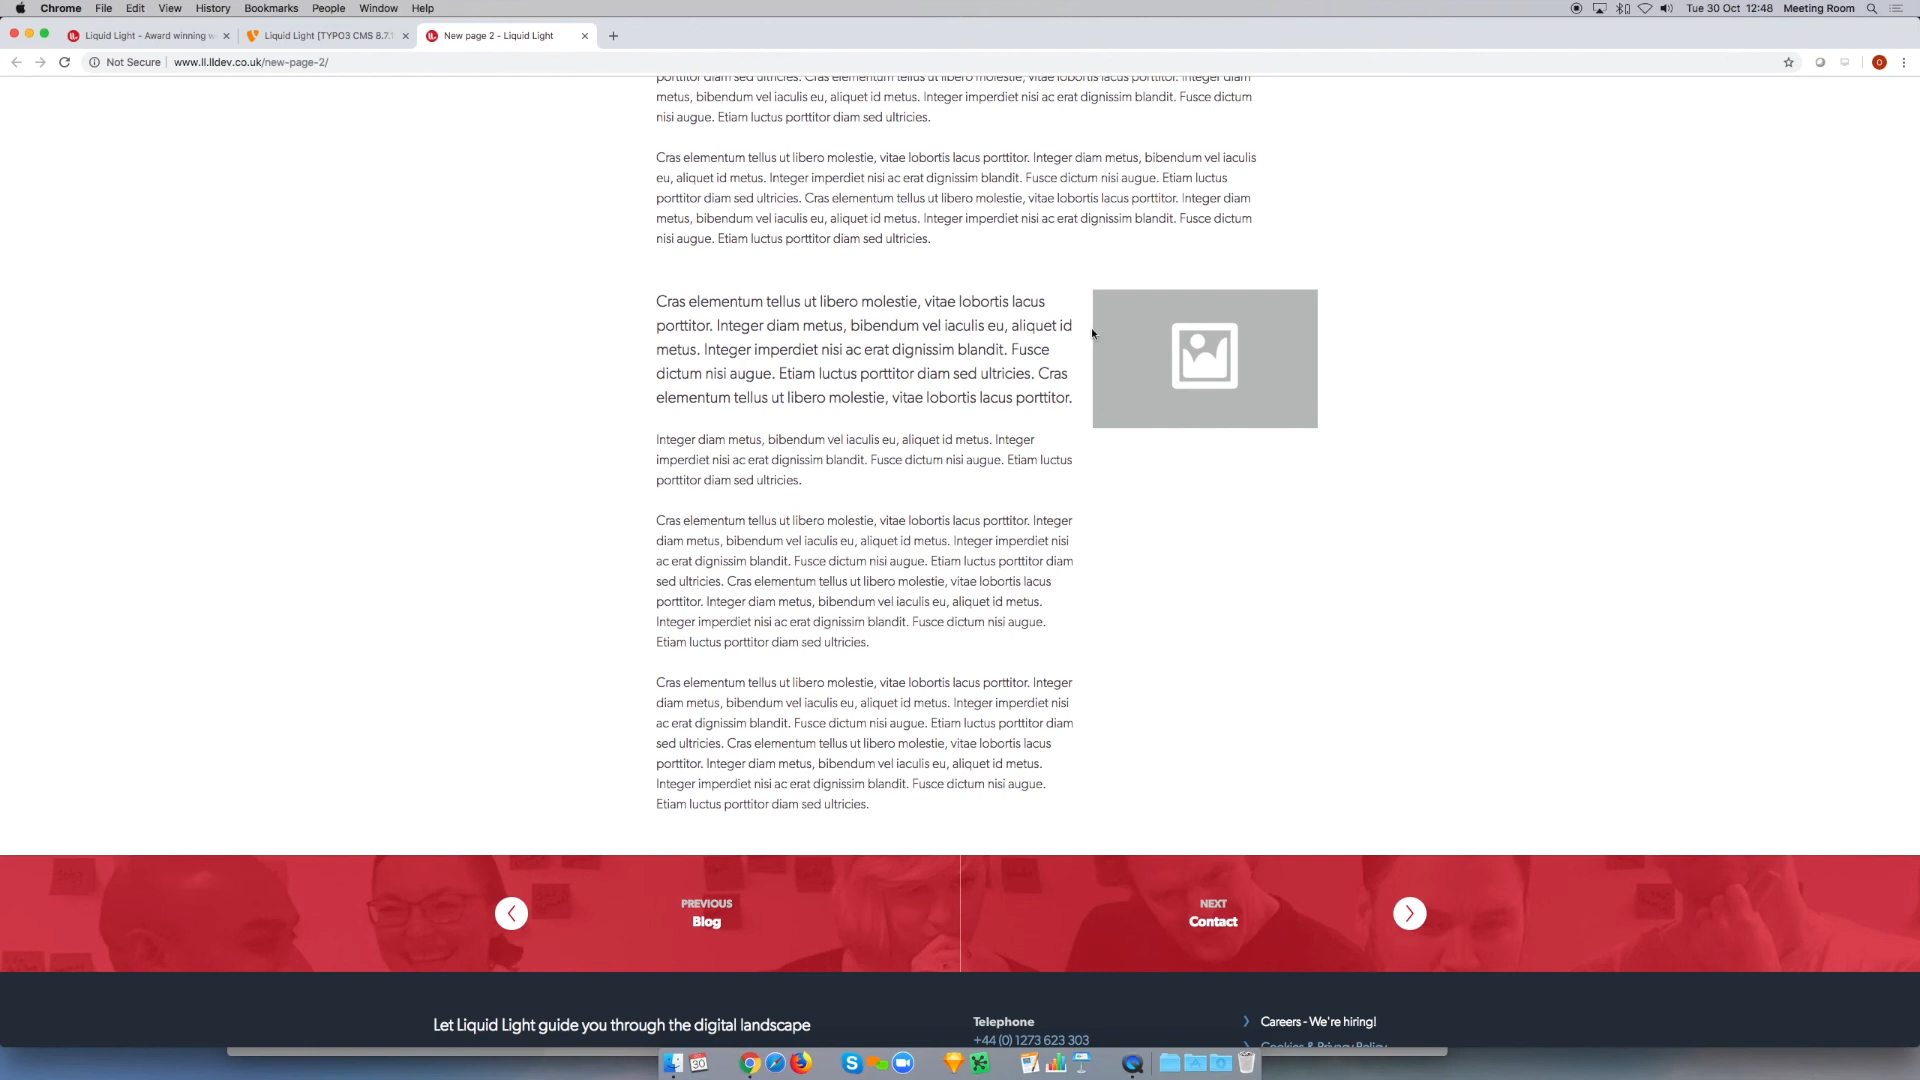 Chrome File Edit View History Bookmarks People Window Help
Tue 30 Oct 12:48 Meeting Room
Liquid Light - Award winning w
Liquid Light [TYPO3 CMS 8.7.1
New page 2 - Liquid Light
Not Secure www.ll.lldev.co.uk/new-page-2/
porttitor diam sed ultricies. Cras elementum tellus ut libero molestie, vitae lobortis lacus porttitor. Integer diam
metus, bibendum vel iaculis eu, aliquet id metus. Integer imperdiet nisi ac erat dignissim blandit. Fusce dictum
nisi augue. Etiam luctus porttitor diam sed ultricies.
Cras elementum tellus ut libero molestie, vitae lobortis lacus porttitor. Integer diam metus, bibendum vel iaculis
eu, aliquet id metus. Integer imperdiet nisi ac erat dignissim blandit. Fusce dictum nisi augue. Etiam luctus
porttitor diam sed ultricies. Cras elementum tellus ut libero molestie, vitae lobortis lacus porttitor. Integer diam
metus, bibendum vel iaculis eu, aliquet id metus. Integer imperdiet nisi ac erat dignissim blandit. Fusce dictum
nisi augue. Etiam luctus porttitor diam sed ultricies.
Cras elementum tellus ut libero molestie, vitae lobortis lacus
porttitor. Integer diam metus, bibendum vel iaculis eu, aliquet id
metus. Integer imperdiet nisi ac erat dignissim blandit. Fusce
dictum nisi augue. Etiam luctus porttitor diam sed ultricies. Cras
elementum tellus ut libero molestie, vitae lobortis lacus porttitor.
Integer diam metus, bibendum vel iaculis eu, aliquet id metus. Integer
imperdiet nisi ac erat dignissim blandit. Fusce dictum nisi augue. Etiam luctus
porttitor diam sed ultricies.
Cras elementum tellus ut libero molestie, vitae lobortis lacus porttitor. Integer
diam metus, bibendum vel iaculis eu, aliquet id metus. Integer imperdiet nisi
ac erat dignissim blandit. Fusce dictum nisi augue. Etiam luctus porttitor diam
sed ultricies. Cras elementum tellus ut libero molestie, vitae lobortis lacus
porttitor. Integer diam metus, bibendum vel iaculis eu, aliquet id metus.
Integer imperdiet nisi ac erat dignissim blandit. Fusce dictum nisi augue.
Etiam luctus porttitor diam sed ultricies.
Cras elementum tellus ut libero molestie, vitae lobortis lacus porttitor. Integer
diam metus, bibendum vel iaculis eu, aliquet id metus. Integer imperdiet nisi
ac erat dignissim blandit. Fusce dictum nisi augue. Etiam luctus porttitor diam
sed ultricies. Cras elementum tellus ut libero molestie, vitae lobortis lacus
porttitor. Integer diam metus, bibendum vel iaculis eu, aliquet id metus.
Integer imperdiet nisi ac erat dignissim blandit. Fusce dictum nisi augue.
Etiam luctus porttitor diam sed ultricies.
PREVIOUS
Blog
NEXT
Contact
Let Liquid Light guide you through the digital landscape
Telephone
+44 (0) 1273 623 303
Careers - We're hiring!
Cookies & Privacy Policy
30